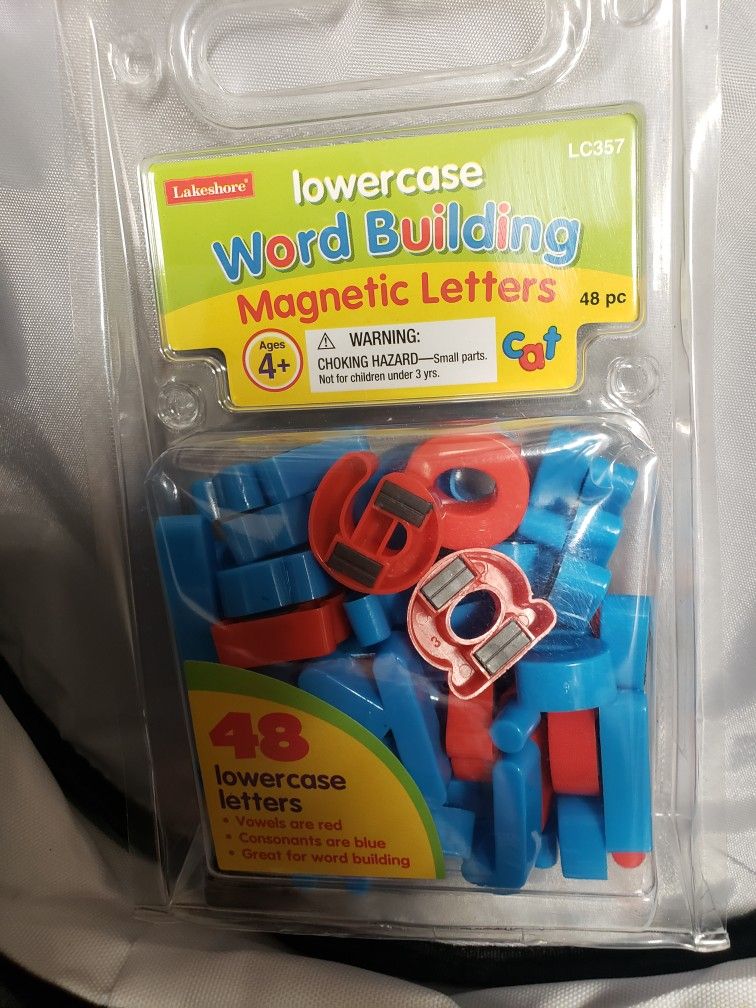 LC357
Lakeshore®
lowercase
Word Building
Magnetic Letters
48 pc
Ages
4+
WARNING:
CHOKING HAZARD—Small parts.
Not for children under 3 yrs.
cat
3
48
lowercase
letters
• Vowels are red
• Consonants are blue
• Great for word building